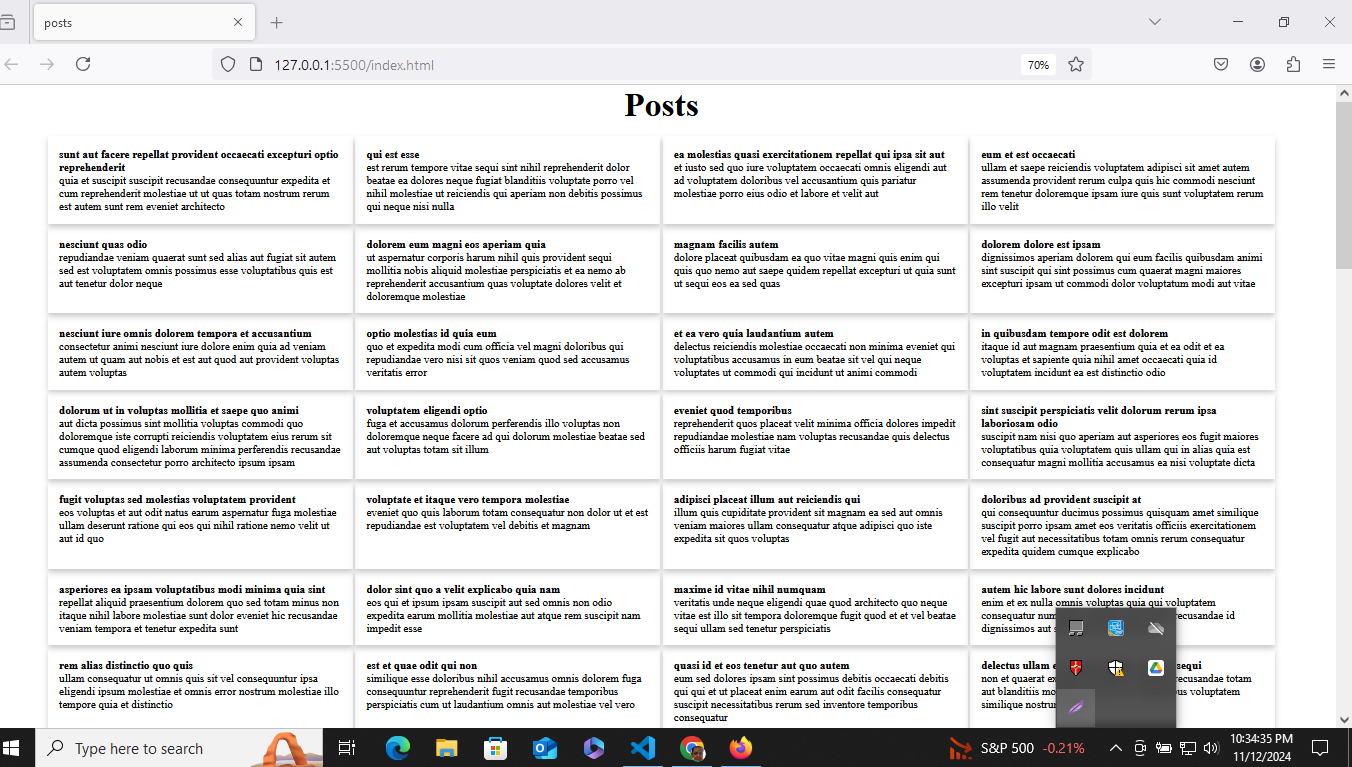 posts
127.0.0.1:5500/index.html
70%
Posts
sunt aut facere repellat provident occaecati excepturi optio
reprehenderit
quia et suscipit suscipit recusandae consequuntur expedita et
cum reprehenderit molestiae ut ut quas totam nostrum rerum
est autem sunt rem eveniet architecto
qui est esse
est rerum tempore vitae sequi sint nihil reprehenderit dolor
beatae ea dolores neque fugiat blanditiis voluptate porro vel
nihil molestiae ut reiciendis qui aperiam non debitis possimus
qui neque nisi nulla
ea molestias quasi exercitationem repellat qui ipsa sit aut
et iusto sed quo iure voluptatem occaecati omnis eligendi aut
ad voluptatem doloribus vel accusantium quis pariatur
molestiae porro eius odio et labore et velit aut
eum et est occaecati
ullam et saepe reiciendis voluptatem adipisci sit amet autem
assumenda provident rerum culpa quis hic commodi nesciunt
rem tenetur doloremque ipsam iure quis sunt voluptatem rerum
illo velit
nesciunt quas odio
repudiandae veniam quaerat sunt sed alias aut fugiat sit autem
sed est voluptatem omnis possimus esse voluptatibus quis est
aut tenetur dolor neque
dolorem eum magni eos aperiam quia
ut aspernatur corporis harum nihil quis provident sequi
mollitia nobis aliquid molestiae perspiciatis et ea nemo ab
reprehenderit accusantium quas voluptate dolores velit et
doloremque molestiae
magnam facilis autem
dolore placeat quibusdam ea quo vitae magni quis enim qui
quis quo nemo aut saepe quidem repellat excepturi ut quia sunt
ut sequi eos ea sed quas
dolorem dolore est ipsam
dignissimos aperiam dolorem qui eum facilis quibusdam animi
sint suscipit qui sint possimus cum quaerat magni maiores
excepturi ipsam ut commodi dolor voluptatum modi aut vitae
nesciunt iure omnis dolorem tempora et accusantium
consectetur animi nesciunt iure dolore enim quia ad veniam
autem ut quam aut nobis et est aut quod aut provident voluptas
autem voluptas
optio molestias id quia eum
quo et expedita modi cum officia vel magni doloribus qui
repudiandae vero nisi sit quos veniam quod sed accusamus
veritatis error
et ea vero quia laudantium autem
delectus reiciendis molestiae occaecati non minima eveniet qui
voluptatibus accusamus in eum beatae sit vel qui neque
voluptates ut commodi qui incidunt ut animi commodi
in quibusdam tempore odit est dolorem
itaque id aut magnam praesentium quia et ea odit et ea
voluptas et sapiente quia nihil amet occaecati quia id
voluptatem incidunt ea est distinctio odio
dolorum ut in voluptas mollitia et saepe quo animi
aut dicta possimus sint mollitia voluptas commodi quo
doloremque iste corrupti reiciendis voluptatem eius rerum sit
cumque quod eligendi laborum minima perferendis recusandae
assumenda consectetur porro architecto ipsum ipsam
voluptatem eligendi optio
fuga et accusamus dolorum perferendis illo voluptas non
doloremque neque facere ad qui dolorum molestiae beatae sed
aut voluptas totam sit illum
eveniet quod temporibus
reprehenderit quos placeat velit minima officia dolores impedit
repudiandae molestiae nam voluptas recusandae quis delectus
officiis harum fugiat vitae
sint suscipit perspiciatis velit dolorum rerum ipsa
laboriosam odio
suscipit nam nisi quo aperiam aut asperiores eos fugit maiores
voluptatibus quia voluptatem quis ullam qui in alias quia est
consequatur magni mollitia accusamus ea nisi voluptate dicta
fugit voluptas sed molestias voluptatem provident
eos voluptas et aut odit natus earum aspernatur fuga molestiae
ullam deserunt ratione qui eos qui nihil ratione nemo velit ut
aut id quo
voluptate et itaque vero tempora molestiae
eveniet quo quis laborum totam consequatur non dolor ut et est
repudiandae est voluptatem vel debitis et magnam
adipisci placeat illum aut reiciendis qui
illum quis cupiditate provident sit magnam ea sed aut omnis
veniam maiores ullam consequatur atque adipisci quo iste
expedita sit quos voluptas
doloribus ad provident suscipit at
qui consequuntur ducimus possimus quisquam amet similique
suscipit porro ipsam amet eos veritatis officiis exercitationem
vel fugit aut necessitatibus totam omnis rerum consequatur
expedita quidem cumque explicabo
asperiores ea ipsam voluptatibus modi minima quia sint
repellat aliquid praesentium dolorem quo sed totam minus non
itaque nihil labore molestiae sunt dolor eveniet hic recusandae
veniam tempora et tenetur expedita sunt
dolor sint quo a velit explicabo quia nam
eos qui et ipsum ipsam suscipit aut sed omnis non odio
expedita earum mollitia molestiae aut atque rem suscipit nam
impedit esse
maxime id vitae nihil numquam
veritatis unde neque eligendi quae quod architecto quo neque
vitae est illo sit tempora doloremque fugit quod et et vel beatae
sequi ullam sed tenetur perspiciatis
autem hic labore sunt dolores incidunt
enim et ex nulla omnis voluptas quia qui voluptatem
consequatur recusandae id
dignissimos aut
rem alias distinctio quo quis
ullam consequatur ut omnis quis sit vel consequuntur ipsa
eligendi ipsum molestiae et omnis error nostrum molestiae illo
tempore quia et distinctio
est et quae odit qui non
similique esse doloribus nihil accusamus omnis dolorem fuga
consequuntur reprehenderit fugit recusandae temporibus
perspiciatis cum ut laudantium omnis aut molestiae vel vero
quasi id et eos tenetur aut quo autem
eum sed dolores ipsam sint possimus debitis occaecati debitis
qui qui et ut placeat enim earum aut odit facilis consequatur
suscipit necessitatibus rerum sed inventore temporibus
consequatur
delectus ullam sequi
non et quaerat recusandae totam
aut blanditiis voluptatem
similique
Type here to search
S&P 500 -0.21%
10:34:35 PM
11/12/2024